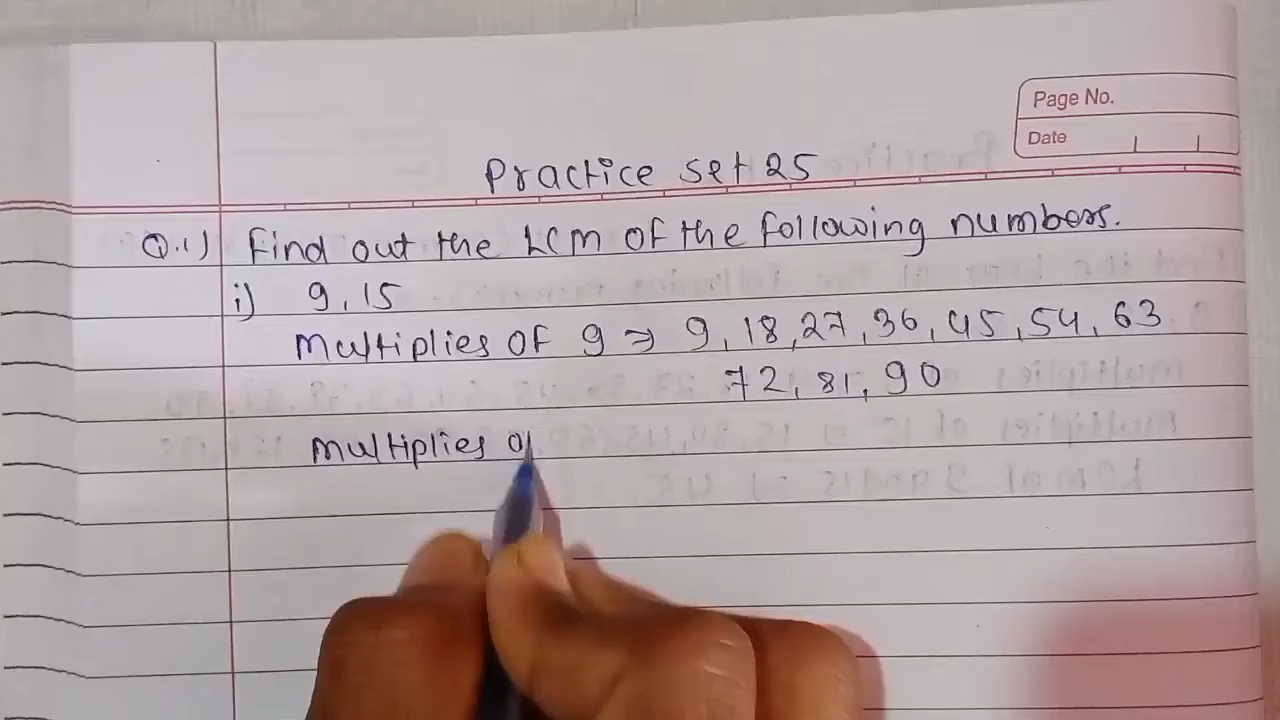 Page No.
Date
Practice set 25
Q.1) Find out the LCM of the following numbers.
i) 9, 15
Multiplies of 9 ⇒ 9, 18, 27, 36, 45, 54, 63
72, 81, 90
Multiplies of